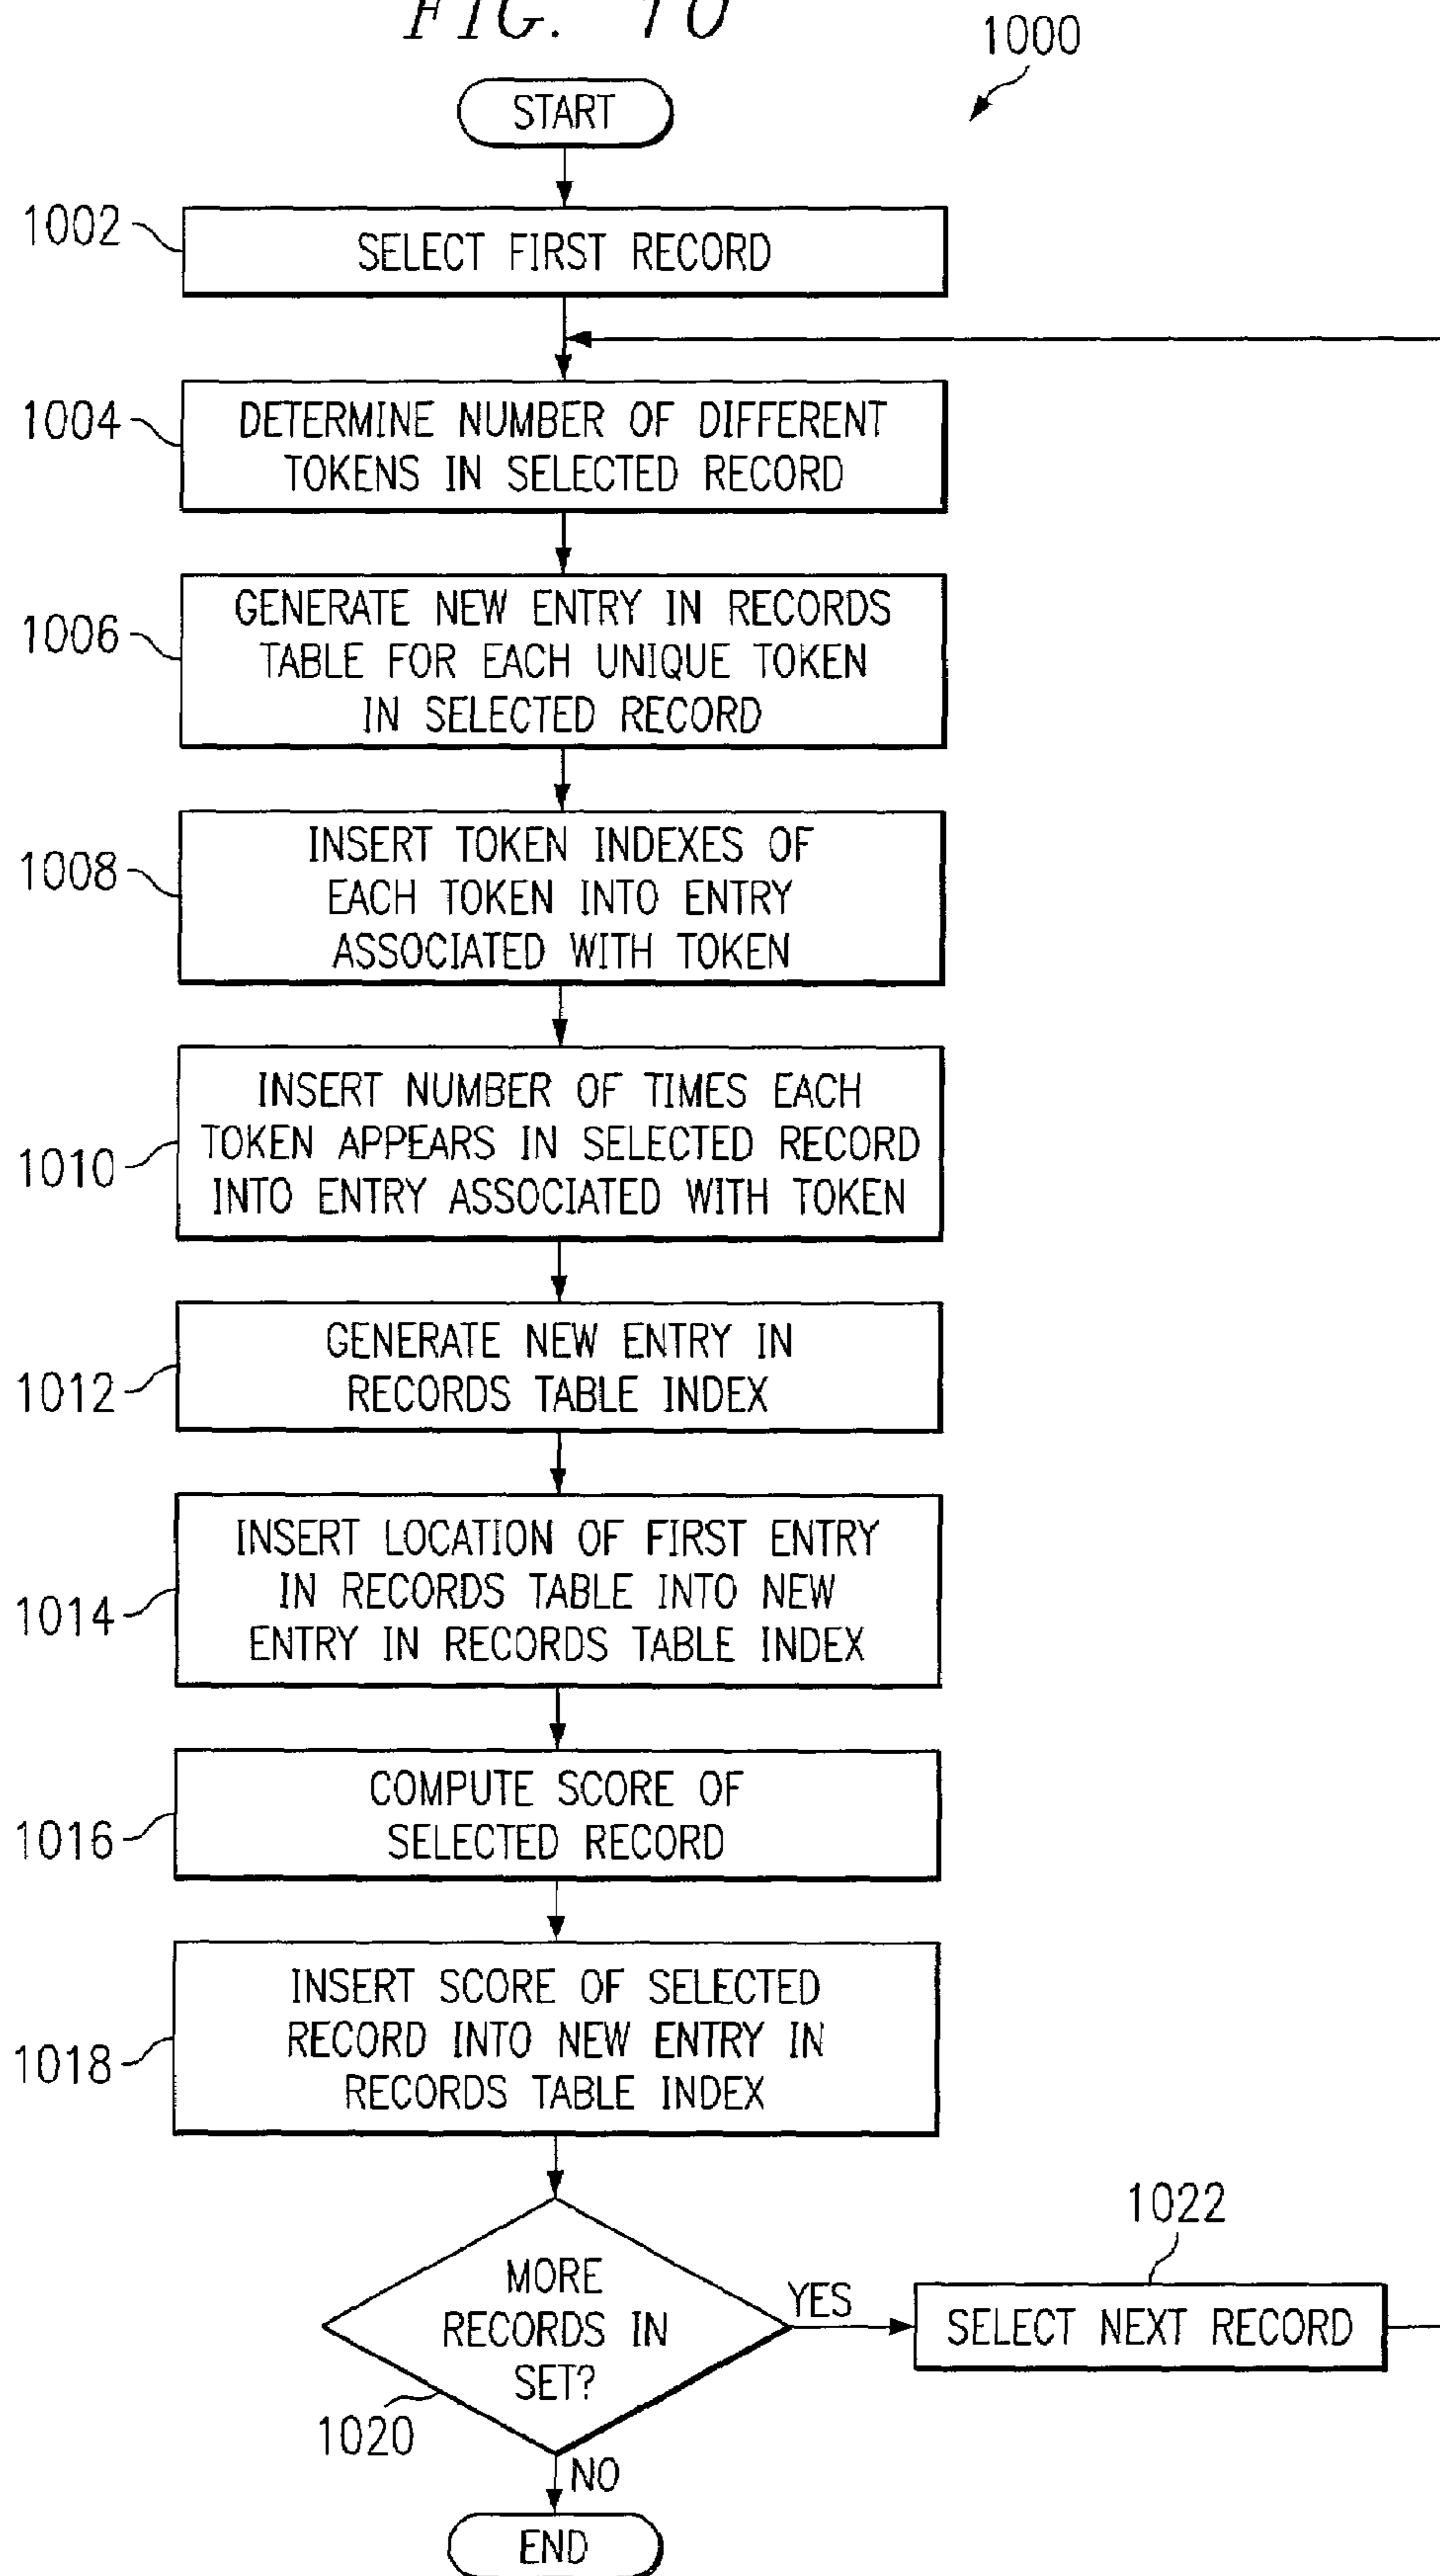 FIG. 10
1000
START
1002
SELECT FIRST RECORD
1004
DETERMINE NUMBER OF DIFFERENT
TOKENS IN SELECTED RECORD
1006
GENERATE NEW ENTRY IN RECORDS
TABLE FOR EACH UNIQUE TOKEN
IN SELECTED RECORD
1008
INSERT TOKEN INDEXES OF
EACH TOKEN INTO ENTRY
ASSOCIATED WITH TOKEN
1010
INSERT NUMBER OF TIMES EACH
TOKEN APPEARS IN SELECTED RECORD
INTO ENTRY ASSOCIATED WITH TOKEN
1012
GENERATE NEW ENTRY IN
RECORDS TABLE INDEX
1014
INSERT LOCATION OF FIRST ENTRY
IN RECORDS TABLE INTO NEW
ENTRY IN RECORDS TABLE INDEX
1016
COMPUTE SCORE OF
SELECTED RECORD
1018
INSERT SCORE OF SELECTED
RECORD INTO NEW ENTRY IN
RECORDS TABLE INDEX
1020
MORE
RECORDS IN
SET?
YES
1022
SELECT NEXT RECORD
NO
END